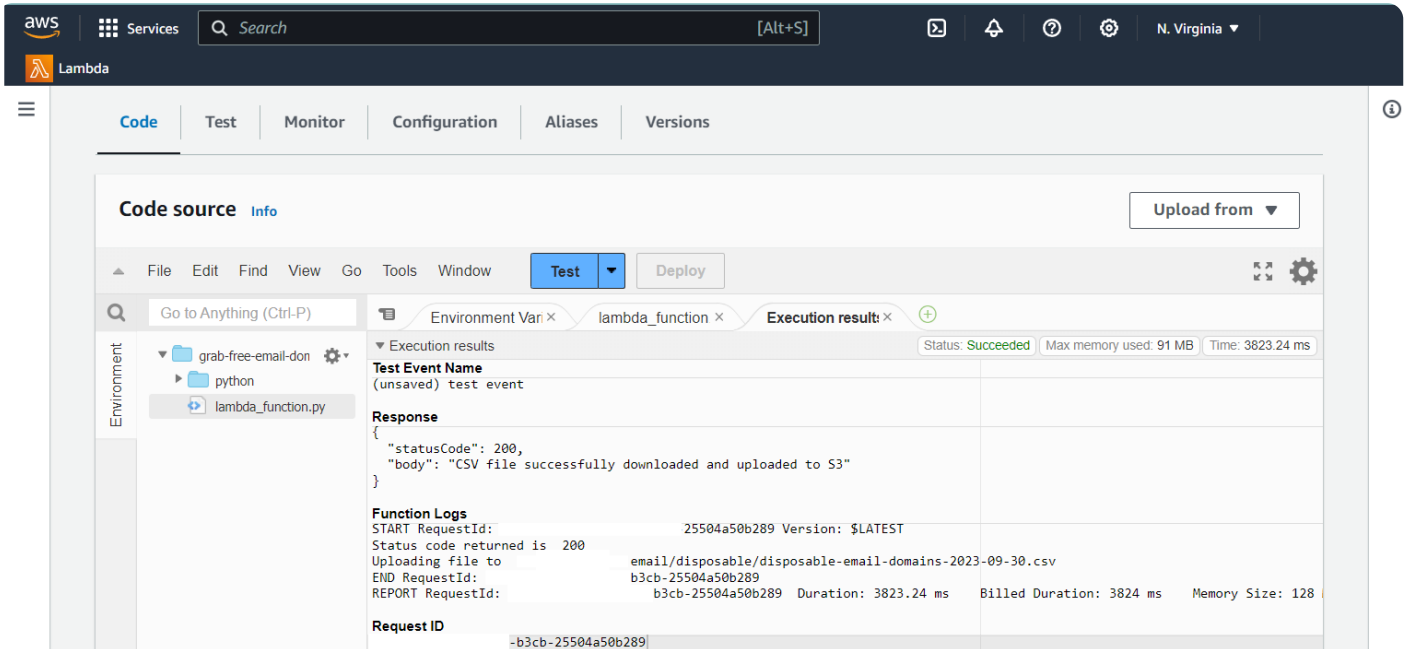 aws
Services
Search
[Alt+S]
N. Virginia
Lambda
Code
Test
Monitor
Configuration
Aliases
Versions
Code source
Info
Upload from
File
Edit
Find
View
Go
Tools
Window
Test
Deploy
Go to Anything (Ctrl-P)
Environment Vari
lambda_function
Execution results
Environment
grab-free-email-don
python
lambda_function.py
Execution results
Status: Succeeded
Max memory used: 91 MB
Time: 3823.24 ms
Test Event Name
(unsaved) test event
Response
{
"statusCode": 200,
"body": "CSV file successfully downloaded and uploaded to S3"
}
Function Logs
START RequestId: 25504a50b289 Version: $LATEST
Status code returned is 200
Uploading file to email/disposable/disposable-email-domains-2023-09-30.csv
END RequestId: b3cb-25504a50b289
REPORT RequestId: b3cb-25504a50b289 Duration: 3823.24 ms Billed Duration: 3824 ms Memory Size: 128
Request ID
-b3cb-25504a50b289